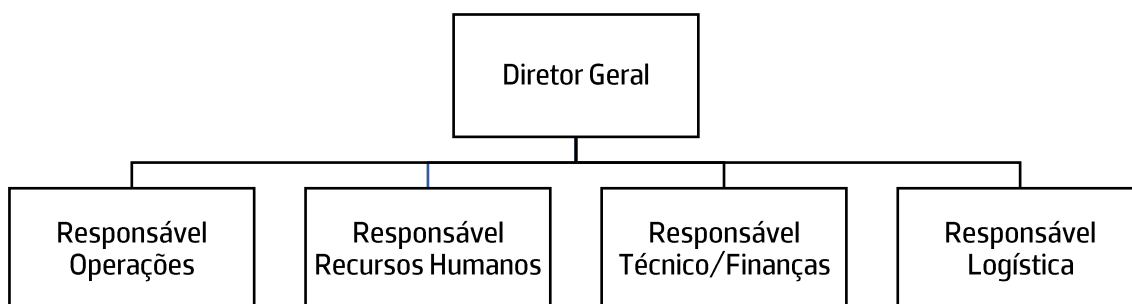 Diretor Geral
Responsável
Operações
Responsável
Recursos Humanos
Responsável
Técnico/Finanças
Responsável
Logística